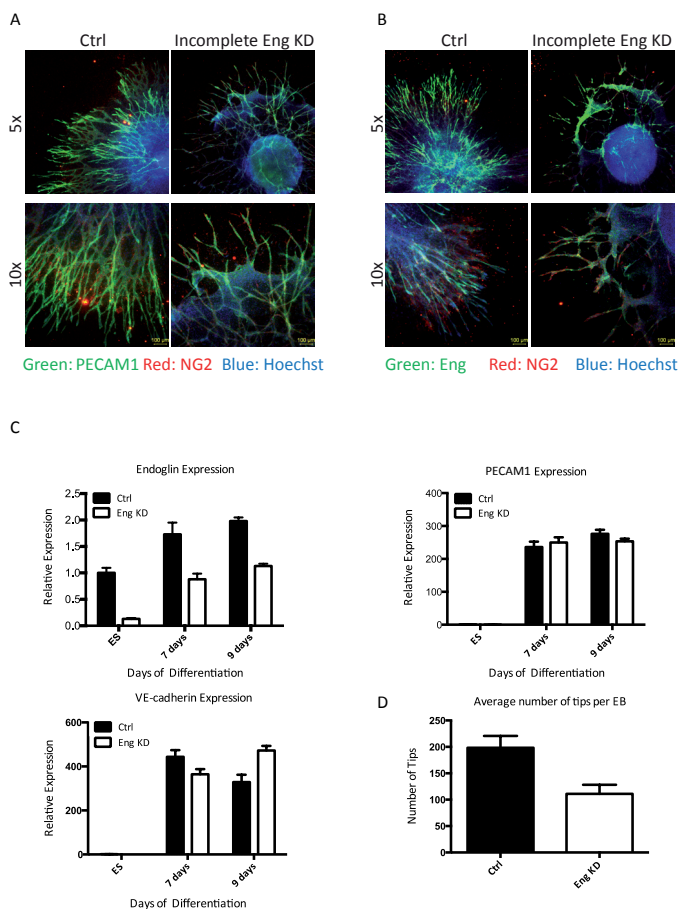 A
Ctrl
Incomplete Eng KD
5x
10x
100 µm
100 µm
Green: PECAM1 Red: NG2 Blue: Hoechst
B
Ctrl
Incomplete Eng KD
5x
10x
100 µm
100 µm
Green: Eng Red: NG2 Blue: Hoechst
C
Endoglin Expression
Relative Expression
2.5
2.0
1.5
1.0
0.5
0.0
Ctrl
Eng KD
ES
7 days
9 days
Days of Differentiation
PECAM1 Expression
Relative Expression
400
300
200
100
0
Ctrl
Eng KD
ES
7 days
9 days
Days of Differentiation
VE-cadherin Expression
Relative Expression
600
400
200
0
Ctrl
Eng KD
ES
7 days
9 days
Days of Differentiation
D
Average number of tips per EB
Number of Tips
250
200
150
100
50
0
Ctrl
Eng KD